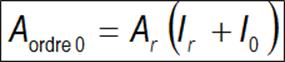 A_ordre 0 = A_r (I_r + I_0)